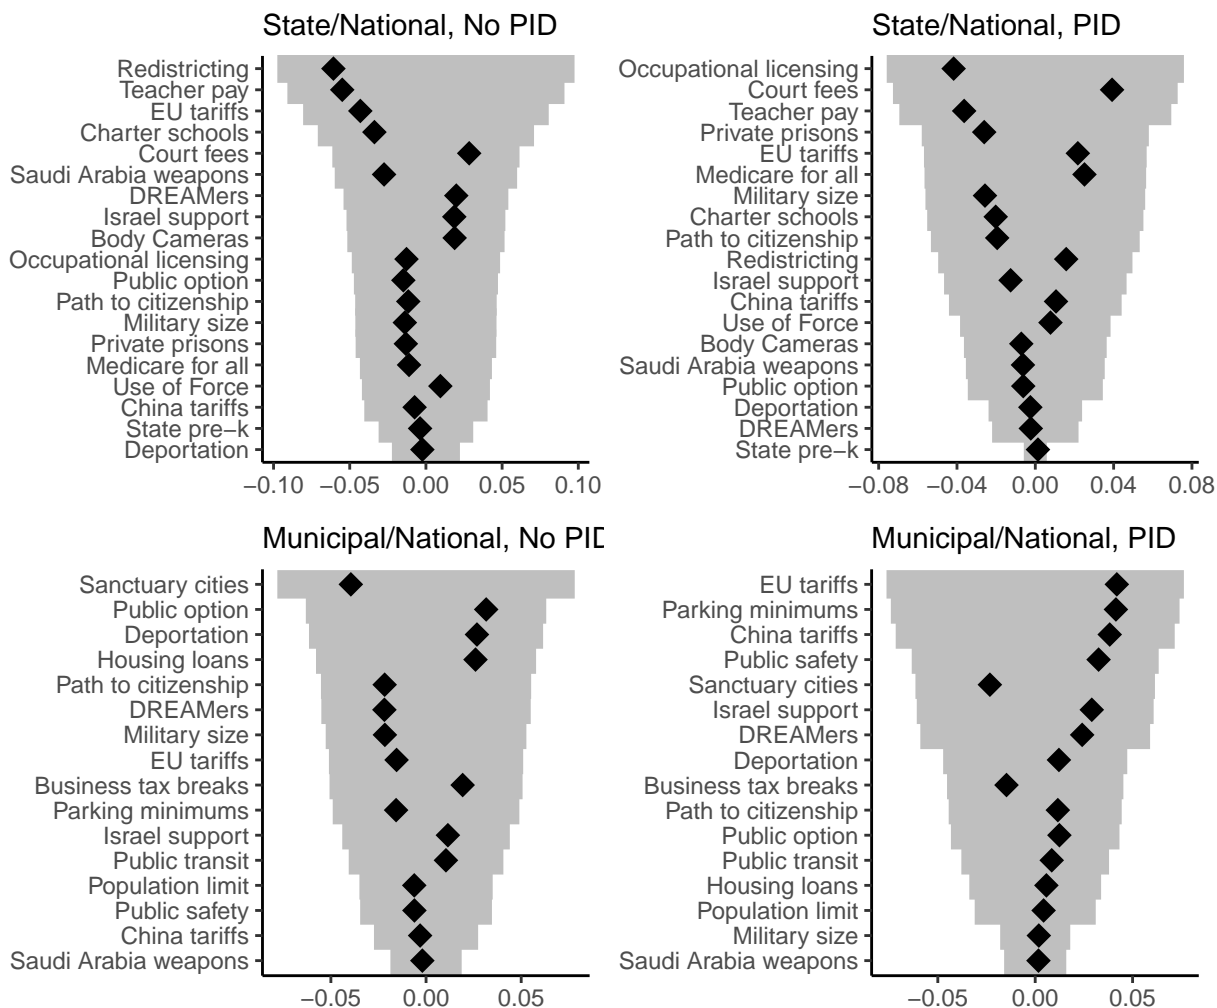 State/National, No PID
Redistricting
Teacher pay
EU tariffs
Charter schools
Court fees
Saudi Arabia weapons
DREAMers
Israel support
Body Cameras
Occupational licensing
Public option
Path to citizenship
Military size
Private prisons
Medicare for all
Use of Force
China tariffs
State pre−k
Deportation
−0.10 −0.05 0.00 0.05 0.10
State/National, PID
Occupational licensing
Court fees
Teacher pay
Private prisons
EU tariffs
Medicare for all
Military size
Charter schools
Path to citizenship
Redistricting
Israel support
China tariffs
Use of Force
Body Cameras
Saudi Arabia weapons
Public option
Deportation
DREAMers
State pre−k
−0.08 −0.04 0.00 0.04 0.08
Municipal/National, No PID
Sanctuary cities
Public option
Deportation
Housing loans
Path to citizenship
DREAMers
Military size
EU tariffs
Business tax breaks
Parking minimums
Israel support
Public transit
Population limit
Public safety
China tariffs
Saudi Arabia weapons
−0.05 0.00 0.05
Municipal/National, PID
EU tariffs
Parking minimums
China tariffs
Public safety
Sanctuary cities
Israel support
DREAMers
Deportation
Business tax breaks
Path to citizenship
Public option
Public transit
Housing loans
Population limit
Military size
Saudi Arabia weapons
−0.05 0.00 0.05